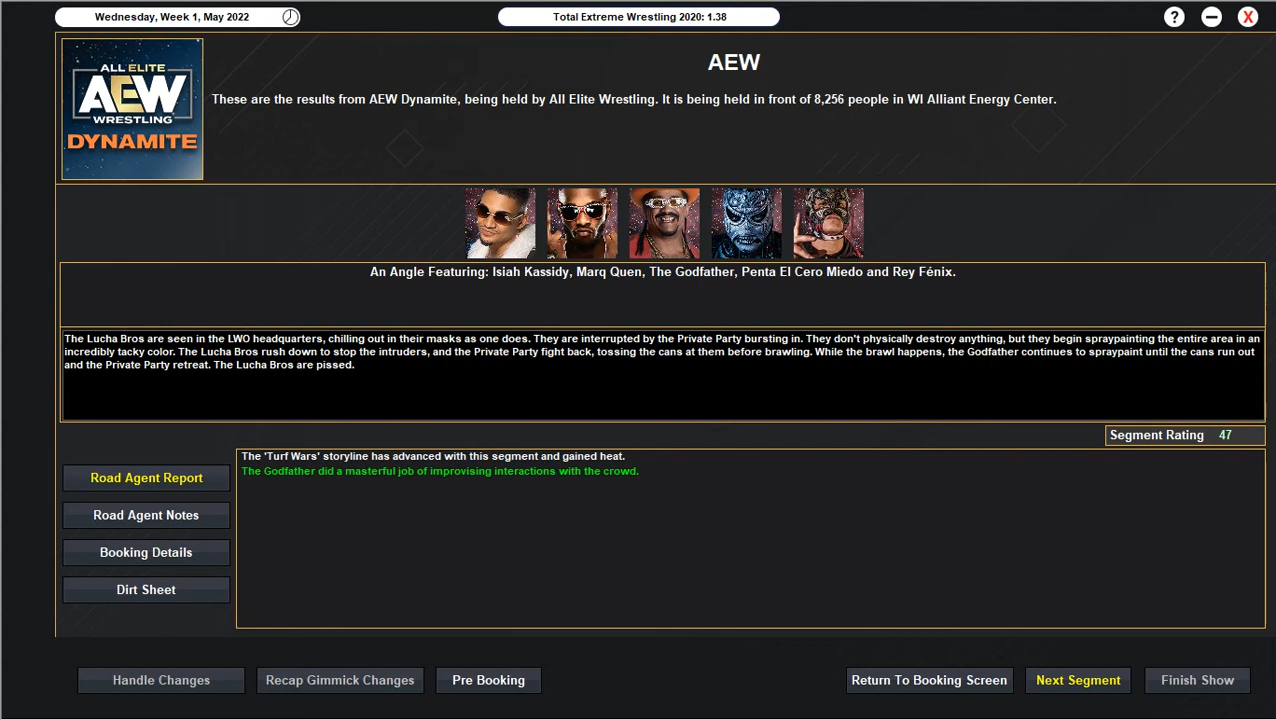 Wednesday, Week 1, May 2022
Total Extreme Wrestling 2020: 1.38
?
X
ALL ELITE
AEW
WRESTLING
DYNAMITE
AEW
These are the results from AEW Dynamite, being held by All Elite Wrestling. It is being held in front of 8,256 people in WI Alliant Energy Center.
An Angle Featuring: Isiah Kassidy, Marq Quen, The Godfather, Penta El Cero Miedo and Rey Fénix.
The Lucha Bros are seen in the LWO headquarters, chilling out in their masks as one does. They are interrupted by the Private Party bursting in. They don't physically destroy anything, but they begin spraypainting the entire area in an
incredibly tacky color. The Lucha Bros rush down to stop the intruders, and the Private Party fight back, tossing the cans at them before brawling. While the brawl happens, the Godfather continues to spraypaint until the cans run out
and the Private Party retreat. The Lucha Bros are pissed.
Segment Rating 47
The 'Turf Wars' storyline has advanced with this segment and gained heat.
The Godfather did a masterful job of improvising interactions with the crowd.
Road Agent Report
Road Agent Notes
Booking Details
Dirt Sheet
Handle Changes
Recap Gimmick Changes
Pre Booking
Return To Booking Screen
Next Segment
Finish Show